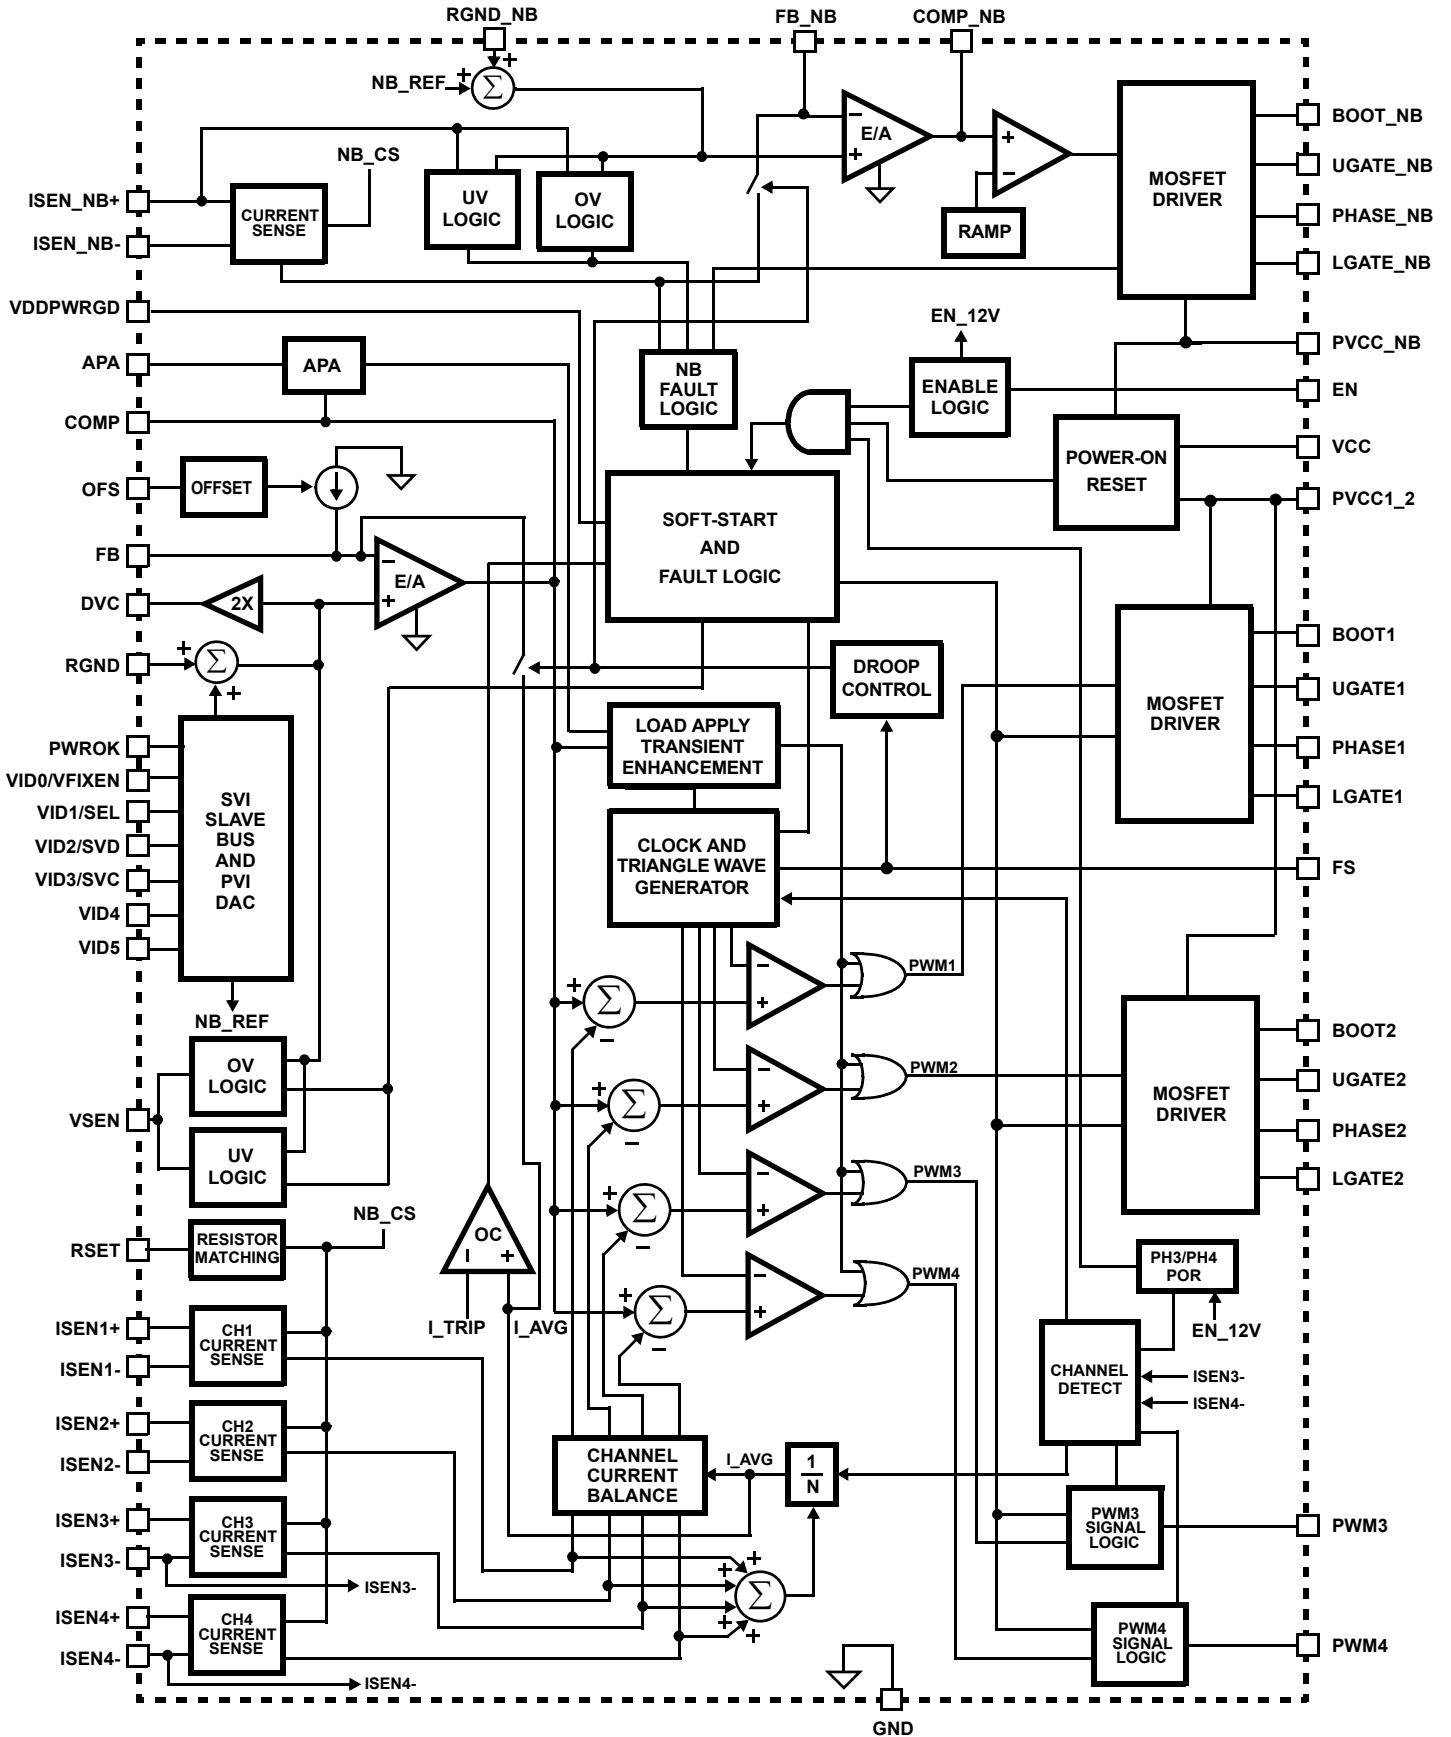 RGND_NB
FB_NB
COMP_NB
NB_REF
+
+
Σ
NB_CS
ISEN_NB+
ISEN_NB-
CURRENT
SENSE
UV
LOGIC
OV
LOGIC
−
E/A
+
+
−
RAMP
MOSFET
DRIVER
BOOT_NB
UGATE_NB
PHASE_NB
LGATE_NB
VDDPWRGD
EN_12V
PVCC_NB
APA
APA
NB
FAULT
LOGIC
ENABLE
LOGIC
EN
COMP
POWER-ON
RESET
VCC
OFS
OFFSET
PVCC1_2
SOFT-START
AND
FAULT LOGIC
FB
−
E/A
+
DVC
2X
RGND
+
Σ
+
DROOP
CONTROL
MOSFET
DRIVER
BOOT1
UGATE1
PHASE1
LGATE1
PWROK
VID0/VFIXEN
VID1/SEL
VID2/SVD
VID3/SVC
VID4
VID5
SVI
SLAVE
BUS
AND
PVI
DAC
LOAD APPLY
TRANSIENT
ENHANCEMENT
CLOCK AND
TRIANGLE WAVE
GENERATOR
FS
NB_REF
+
Σ
−
−
+
PWM1
OV
LOGIC
VSEN
UV
LOGIC
+
Σ
−
−
+
PWM2
MOSFET
DRIVER
BOOT2
UGATE2
PHASE2
LGATE2
+
Σ
−
−
+
PWM3
NB_CS
RSET
RESISTOR
MATCHING
OC
−
+
+
Σ
−
−
+
PWM4
PH3/PH4
POR
EN_12V
I_TRIP
I_AVG
ISEN1+
ISEN1-
CH1
CURRENT
SENSE
CHANNEL
DETECT
ISEN3-
ISEN4-
ISEN2+
ISEN2-
CH2
CURRENT
SENSE
CHANNEL
CURRENT
BALANCE
I_AVG
1
N
ISEN3+
ISEN3-
CH3
CURRENT
SENSE
ISEN3-
PWM3
SIGNAL
LOGIC
PWM3
+
+
Σ
+
+
ISEN4+
ISEN4-
CH4
CURRENT
SENSE
ISEN4-
PWM4
SIGNAL
LOGIC
PWM4
GND